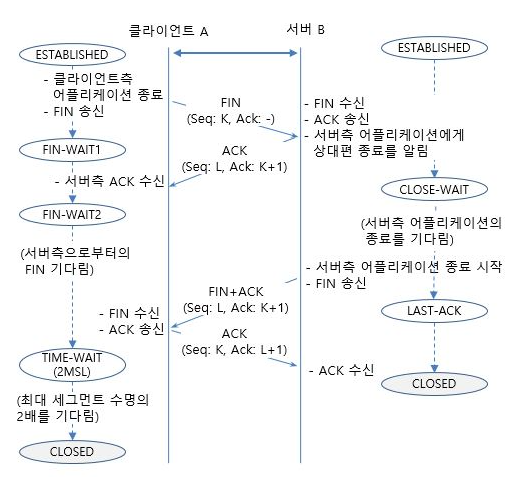 클라이언트 A
서버 B
ESTABLISHED
ESTABLISHED
- 클라이언트측
어플리케이션 종료
- FIN 송신
FIN
(Seq: K, Ack: -)
- FIN 수신
- ACK 송신
- 서버측 어플리케이션에게
상대편 종료를 알림
FIN-WAIT1
ACK
(Seq: L, Ack: K+1)
- 서버측 ACK 수신
CLOSE-WAIT
FIN-WAIT2
(서버측 어플리케이션의
종료를 기다림)
(서버측으로부터의
FIN 기다림)
- 서버측 어플리케이션 종료 시작
- FIN 송신
FIN+ACK
(Seq: L, Ack: K+1)
LAST-ACK
- FIN 수신
- ACK 송신
ACK
(Seq: K, Ack: L+1)
TIME-WAIT
(2MSL)
- ACK 수신
CLOSED
(최대 세그먼트 수명의
2배를 기다림)
CLOSED